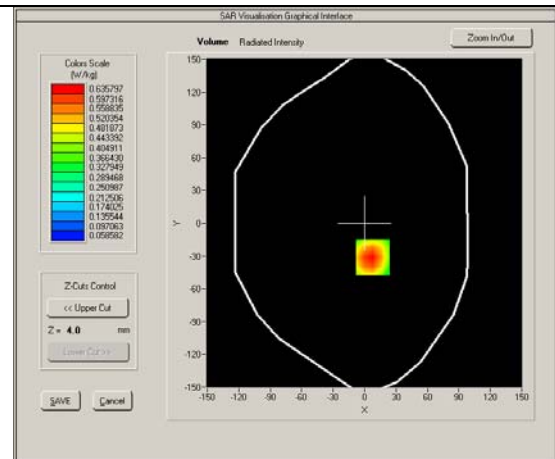 SAR Visualisation Graphical Interface
Volume Radiated Intensity
Zoom In/Out
Colors Scale
(W/kg)
0.635797
0.597316
0.558835
0.520354
0.481873
0.443392
0.404911
0.366430
0.327949
0.289468
0.250987
0.212506
0.174025
0.135544
0.097063
0.058582
Z-Cuts Control
<< Upper Cut
Z = 4.0 mm
Lower Cut >>
SAVE Cancel
150
120
90
60
30
0
-30
-60
-90
-120
-150
Y
-150 -120 -90 -60 -30 0 30 60 90 120 150
X